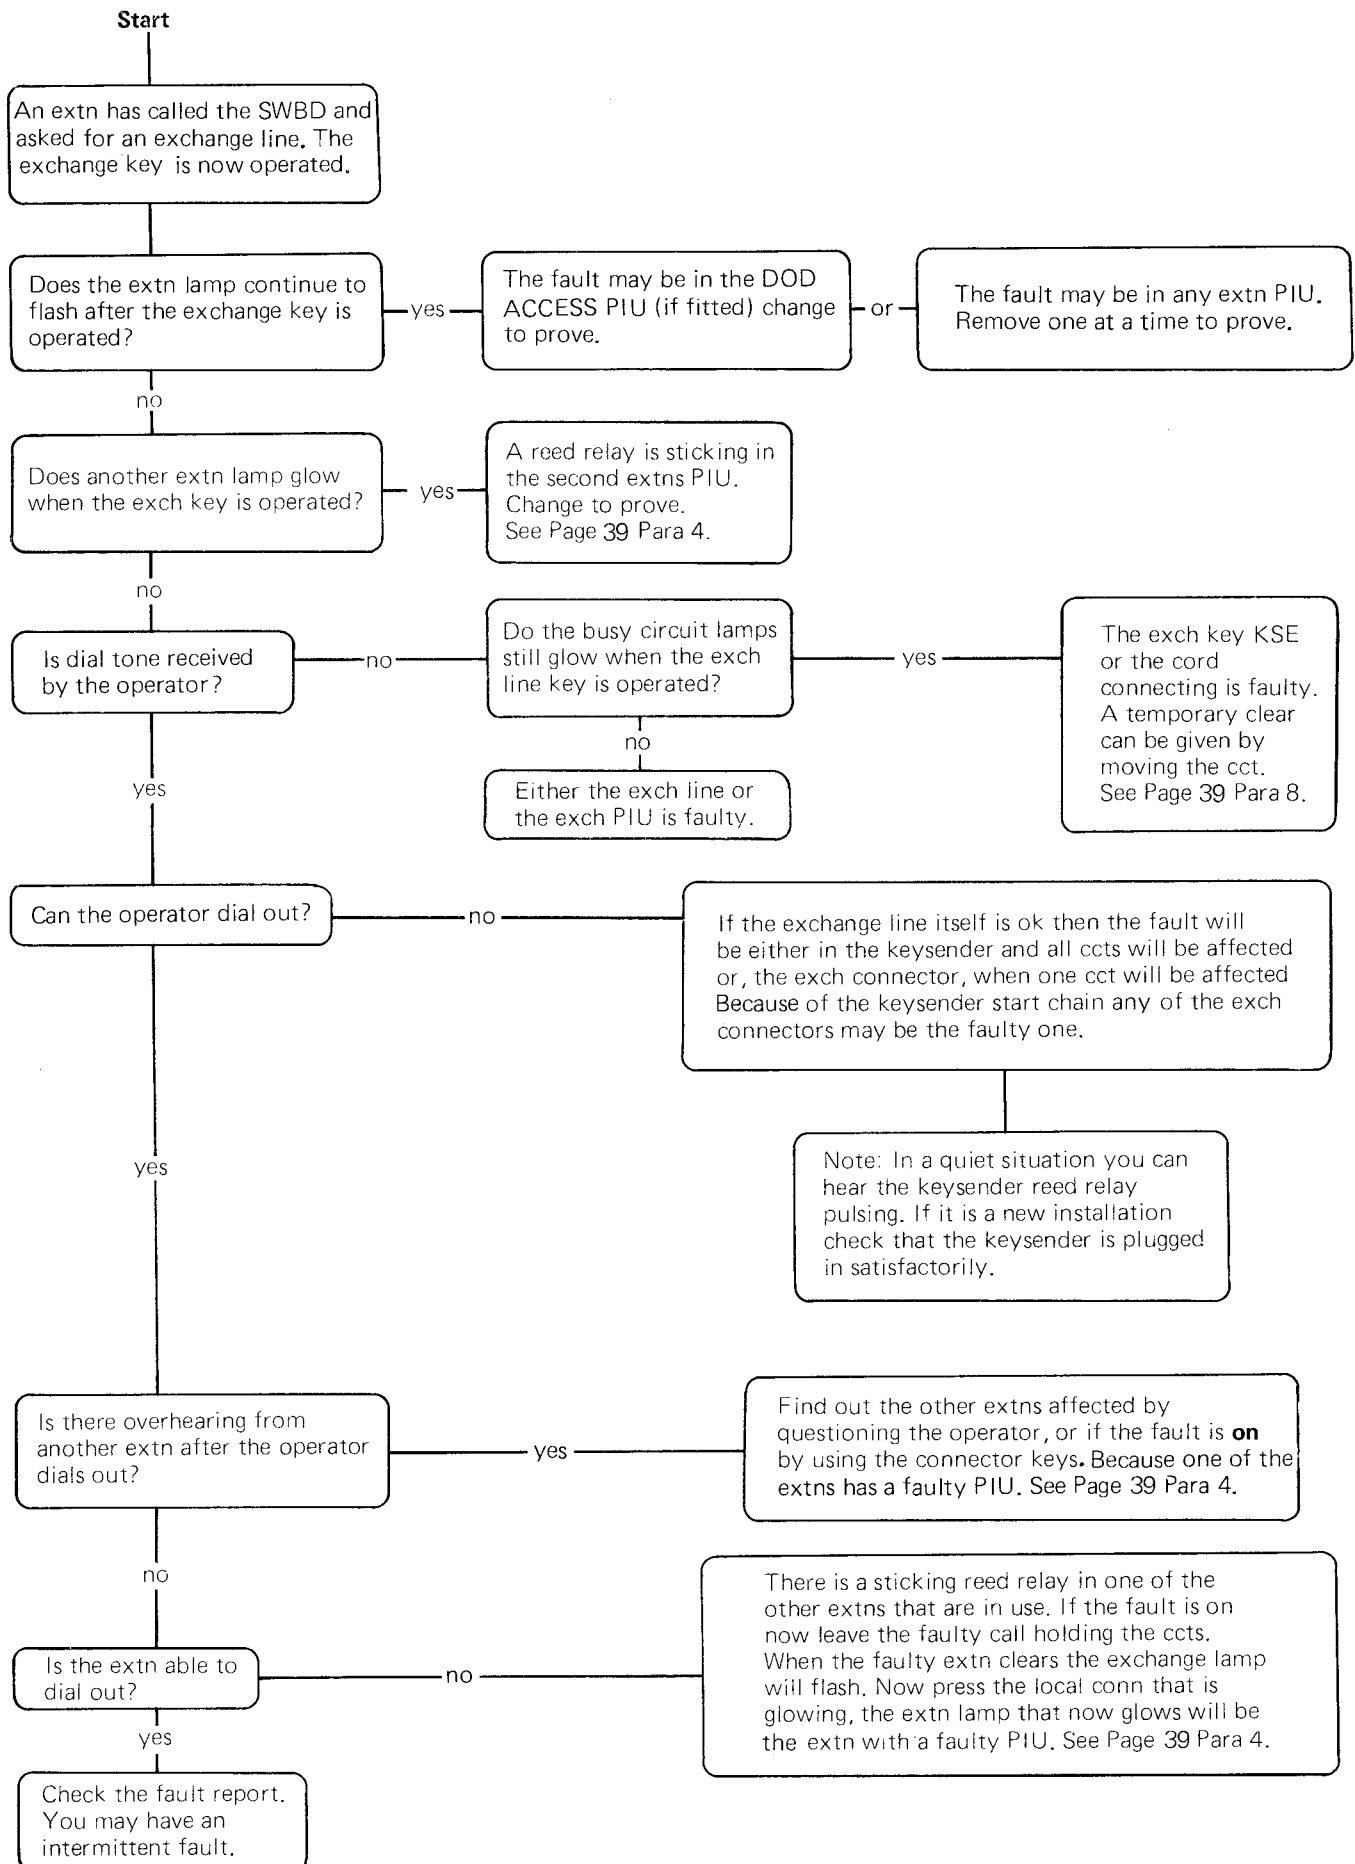 Start
An extn has called the SWBD and
asked for an exchange line. The
exchange key is now operated.
Does the extn lamp continue to
flash after the exchange key is
operated?
yes
The fault may be in the DOD
ACCESS PIU (if fitted) change
to prove.
or
The fault may be in any extn PIU.
Remove one at a time to prove.
no
Does another extn lamp glow
when the exch key is operated?
yes
A reed relay is sticking in
the second extns PIU.
Change to prove.
See Page 39 Para 4.
no
Is dial tone received
by the operator?
no
Do the busy circuit lamps
still glow when the exch
line key is operated?
yes
The exch key KSE
or the cord
connecting is faulty.
A temporary clear
can be given by
moving the cct.
See Page 39 Para 8.
no
Either the exch line or
the exch PIU is faulty.
yes
Can the operator dial out?
no
If the exchange line itself is ok then the fault will
be either in the keysender and all ccts will be affected
or, the exch connector, when one cct will be affected
Because of the keysender start chain any of the exch
connectors may be the faulty one.
Note: In a quiet situation you can
hear the keysender reed relay
pulsing. If it is a new installation
check that the keysender is plugged
in satisfactorily.
yes
Is there overhearing from
another extn after the operator
dials out?
yes
Find out the other extns affected by
questioning the operator, or if the fault is on
by using the connector keys. Because one of the
extns has a faulty PIU. See Page 39 Para 4.
no
Is the extn able to
dial out?
no
There is a sticking reed relay in one of the
other extns that are in use. If the fault is on
now leave the faulty call holding the ccts.
When the faulty extn clears the exchange lamp
will flash. Now press the local conn that is
glowing, the extn lamp that now glows will be
the extn with a faulty PIU. See Page 39 Para 4.
yes
Check the fault report.
You may have an
intermittent fault.